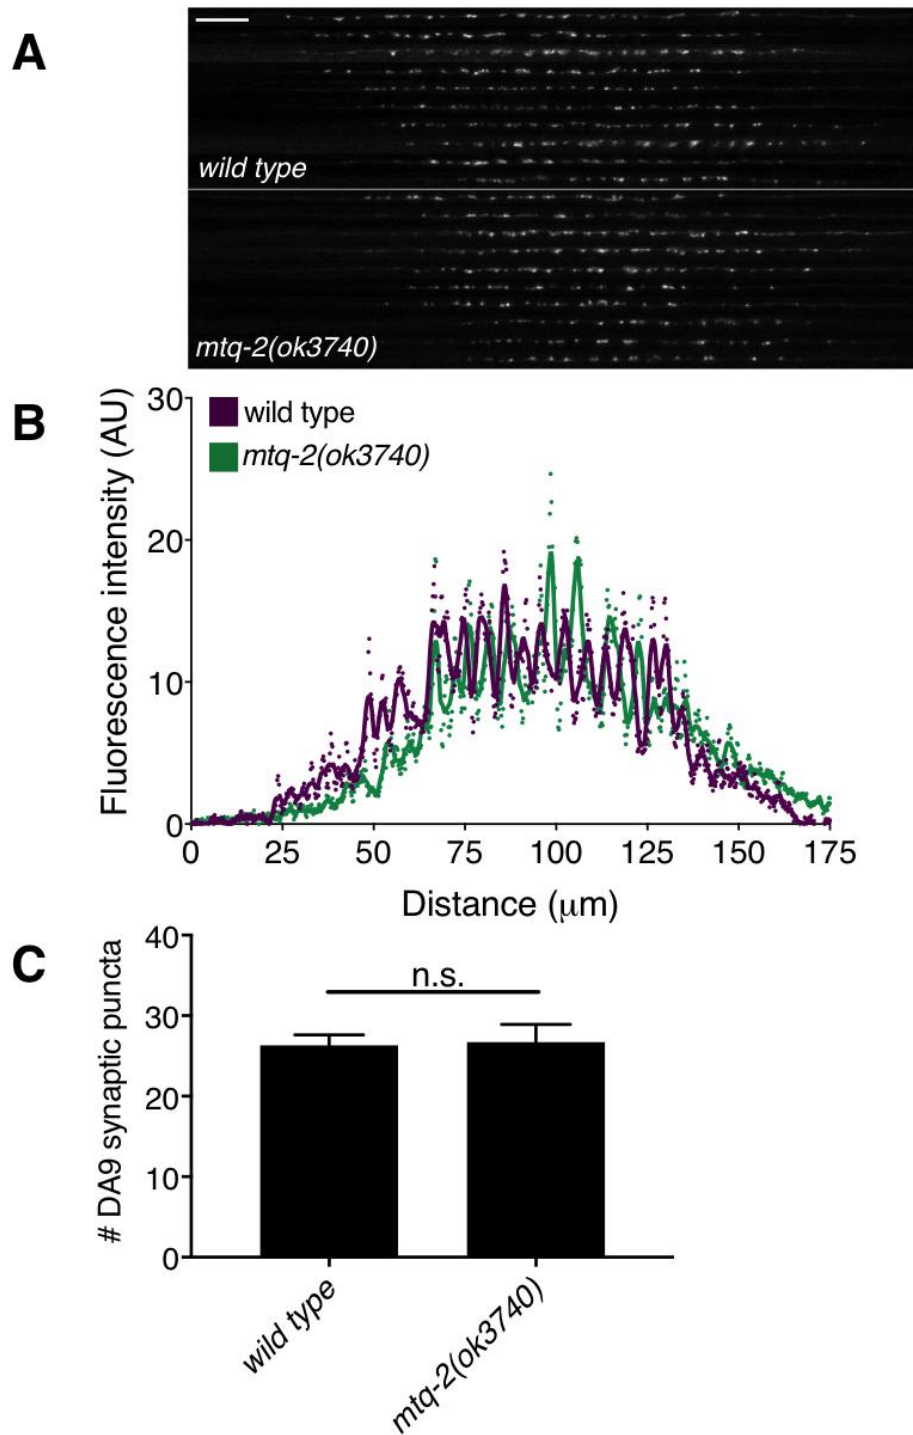 A
wild type
mtq-2(ok3740)
B
Fluorescence intensity (AU)
30
20
10
0
wild type
mtq-2(ok3740)
0 25 50 75 100 125 150 175
Distance (μm)
C
# DA9 synaptic puncta
40
30
20
10
0
n.s.
wild type
mtq-2(ok3740)